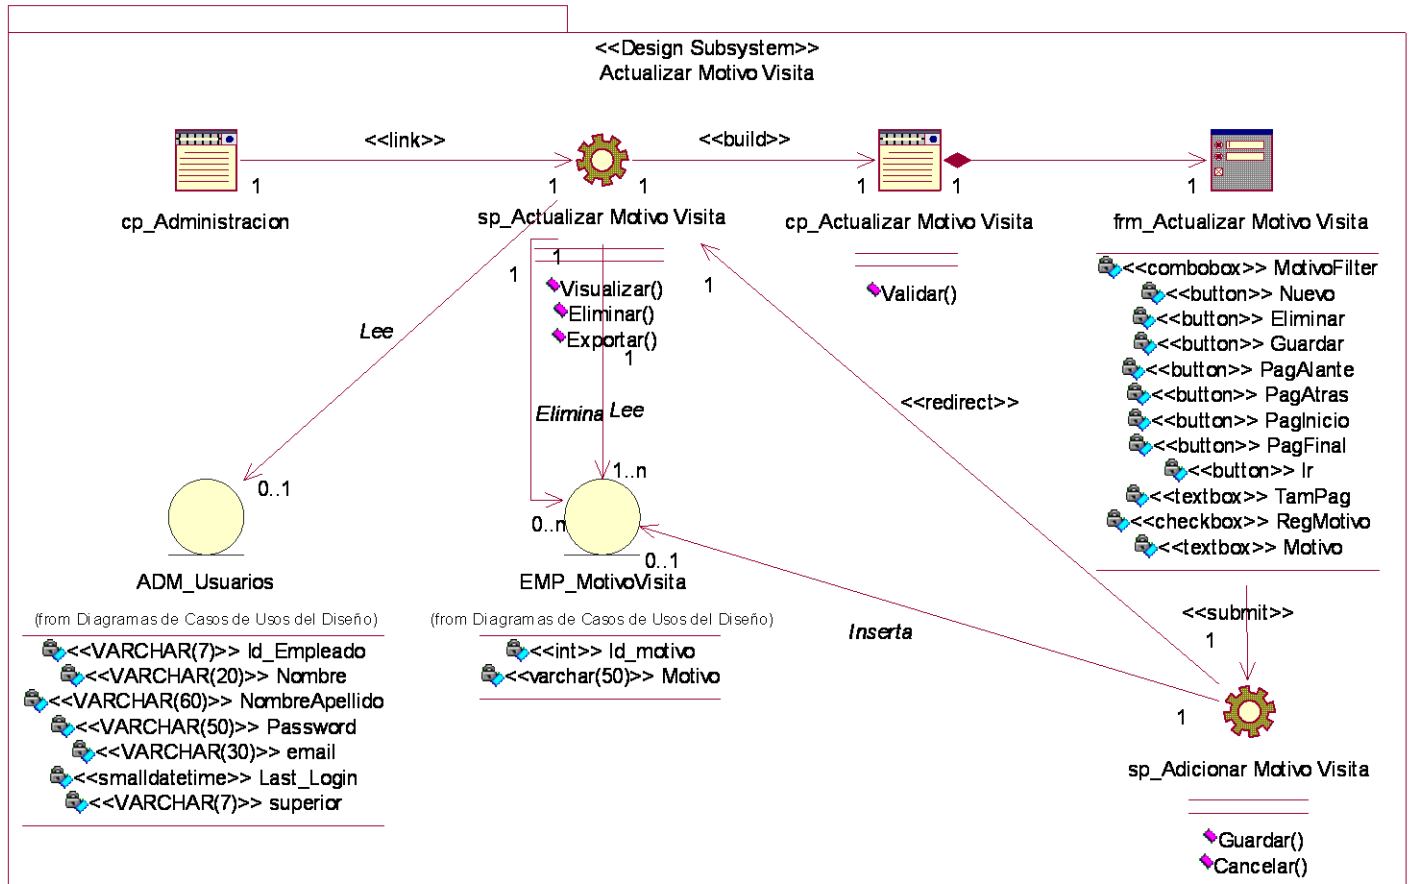 <<Design Subsystem>>
Actualizar Motivo Visita
<<link>>
<<build>>
1
1
1
1
1
1
cp_Administracion
sp_Actualizar Motivo Visita
cp_Actualizar Motivo Visita
frm_Actualizar Motivo Visita
1
1
1
Visualizar()
Eliminar()
Exportar()
1
Validar()
<<combobox>> MotivoFilter
<<button>> Nuevo
<<button>> Eliminar
<<button>> Guardar
<<button>> PagAlante
<<button>> PagAtras
<<button>> PagInicio
<<button>> PagFinal
<<button>> Ir
<<textbox>> TamPag
<<checkbox>> RegMotivo
<<textbox>> Motivo
Lee
Elimina
Lee
<<redirect>>
0..1
1..n
0..n
0..1
ADM_Usuarios
(from Diagramas de Casos de Usos del Diseño)
<<VARCHAR(7)>> Id_Empleado
<<VARCHAR(20)>> Nombre
<<VARCHAR(60)>> NombreApellido
<<VARCHAR(50)>> Password
<<VARCHAR(30)>> email
<<smalldatetime>> Last_Login
<<VARCHAR(7)>> superior
EMP_MotivoVisita
(from Diagramas de Casos de Usos del Diseño)
<<int>> Id_motivo
<<varchar(50)>> Motivo
Inserta
<<submit>>
1
1
sp_Adicionar Motivo Visita
Guardar()
Cancelar()